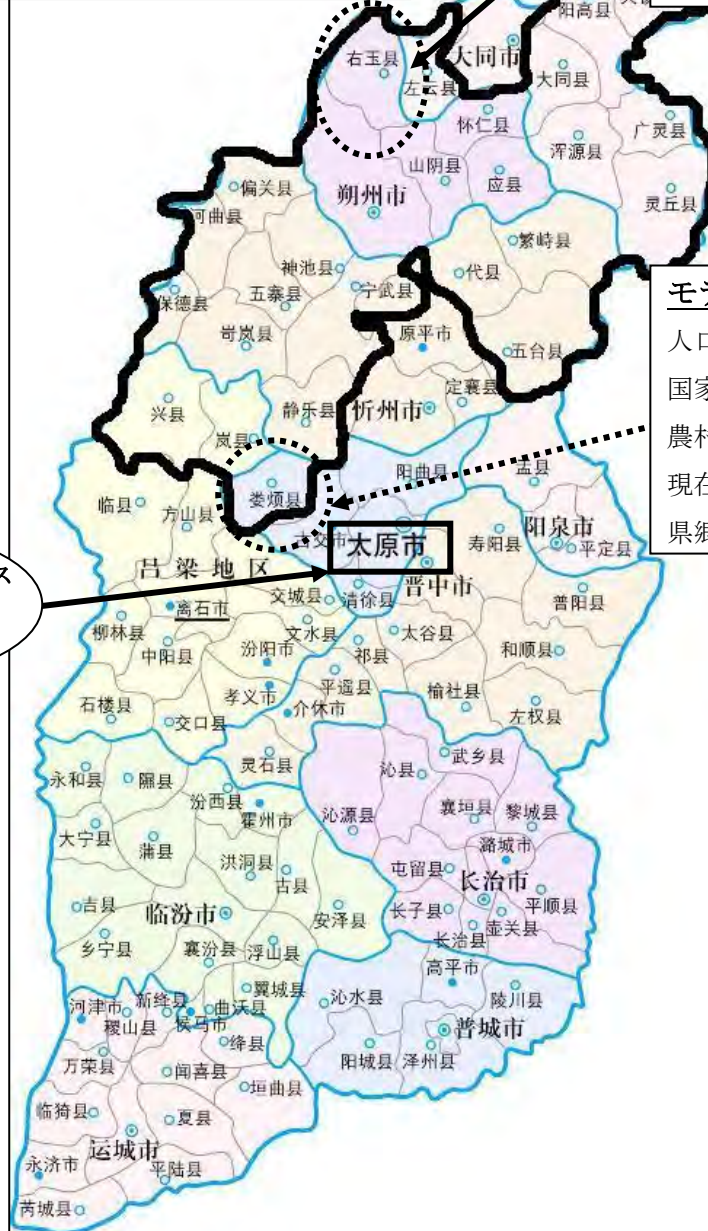 阳高县
右玉县
大同市
左云县
大同县
怀仁县
广灵县
浑源县
山阴县
应县
朔州市
灵丘县
偏关县
河曲县
繁峙县
神池县
代县
宁武县
保德县
五寨县
モデ
岢岚县
原平市
人口
五台县
国家
定襄县
静乐县
忻州市
兴县
農村
岚县
阳曲县
盂县
娄烦县
現在
临县
方山县
阳泉市
太原市
寿阳县
県郷
平定县
ス
吕梁地区
晋中市
交城县
清徐县
普阳县
离石市
文水县
太谷县
柳林县
中阳县
汾阳市
祁县
和顺县
平遥县
孝义市
榆社县
石楼县
介休市
左权县
交口县
灵石县
武乡县
沁县
永和县
隰县
汾西县
沁源县
襄垣县
黎城县
霍州市
大宁县
蒲县
潞城市
洪洞县
屯留县
古县
长治市
平顺县
吉县
临汾市
安泽县
长子县
壶关县
乡宁县
襄汾县
浮山县
长治县
高平市
翼城县
沁水县
陵川县
河津市
新绛县
曲沃县
稷山县
侯马市
普城市
绛县
万荣县
阳城县
泽州县
闻喜县
垣曲县
临猗县
夏县
运城市
永济市
平陆县
芮城县